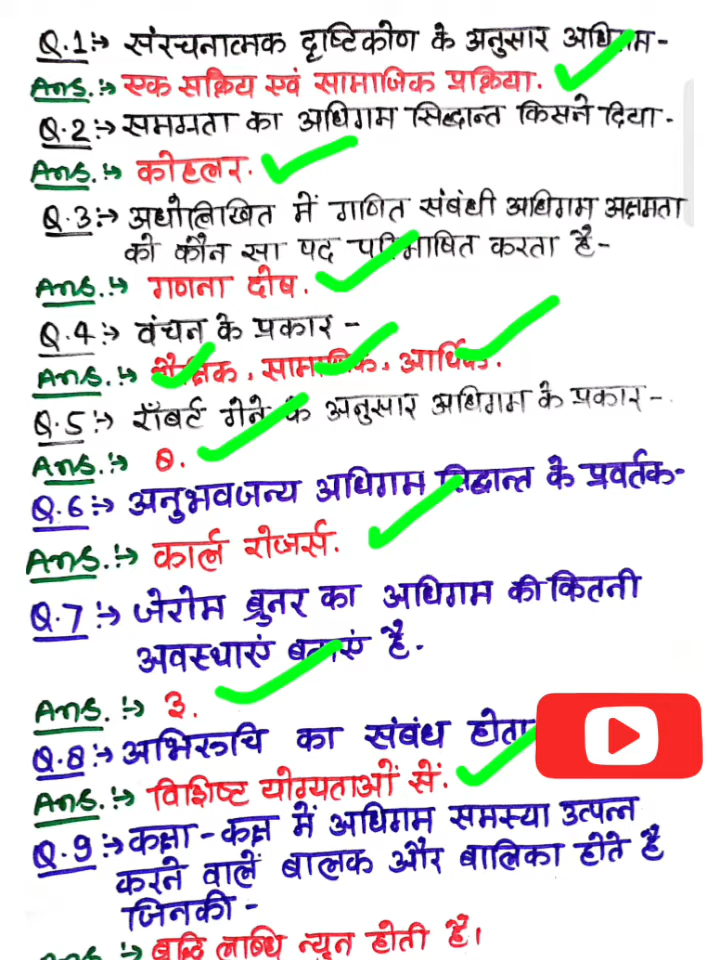 Q.1:→ संरचनात्मक दृष्टिकोण के अनुसार अधिगम-
Ans.:→ एक सक्रिय एवं सामाजिक प्रक्रिया.
Q.2:→ समग्रता का अधिगम सिद्धान्त किसने दिया-
Ans.:→ कोहलर.
Q.3:→ अधोलिखित में गणित संबंधी अधिगम अक्षमता
को कौन सा पद परिभाषित करता है-
Ans.:→ गणना दोष.
Q.4:→ वंचन के प्रकार-
Ans.:→ शैक्षिक, सामाजिक, आर्थिक.
Q.5:→ रॉबर्ट गेने के अनुसार अधिगम के प्रकार-
Ans.:→ 8.
Q.6:→ अनुभवजन्य अधिगम सिद्धान्त के प्रवर्तक-
Ans.:→ कार्ल रोजर्स.
Q.7:→ जेरोम ब्रुनर का अधिगम की कितनी
अवस्थाएं बताएं है-
Ans.:→ 3.
Q.8:→ अभिरुचि का संबंध होता
Ans.:→ विशिष्ट योग्यताओं से.
Q.9:→ कक्षा-कक्ष में अधिगम समस्या उत्पन्न
करने वालें बालक और बालिका होते है
जिनकी-
Ans.:→ बुद्धि लब्धि न्यून होती है।